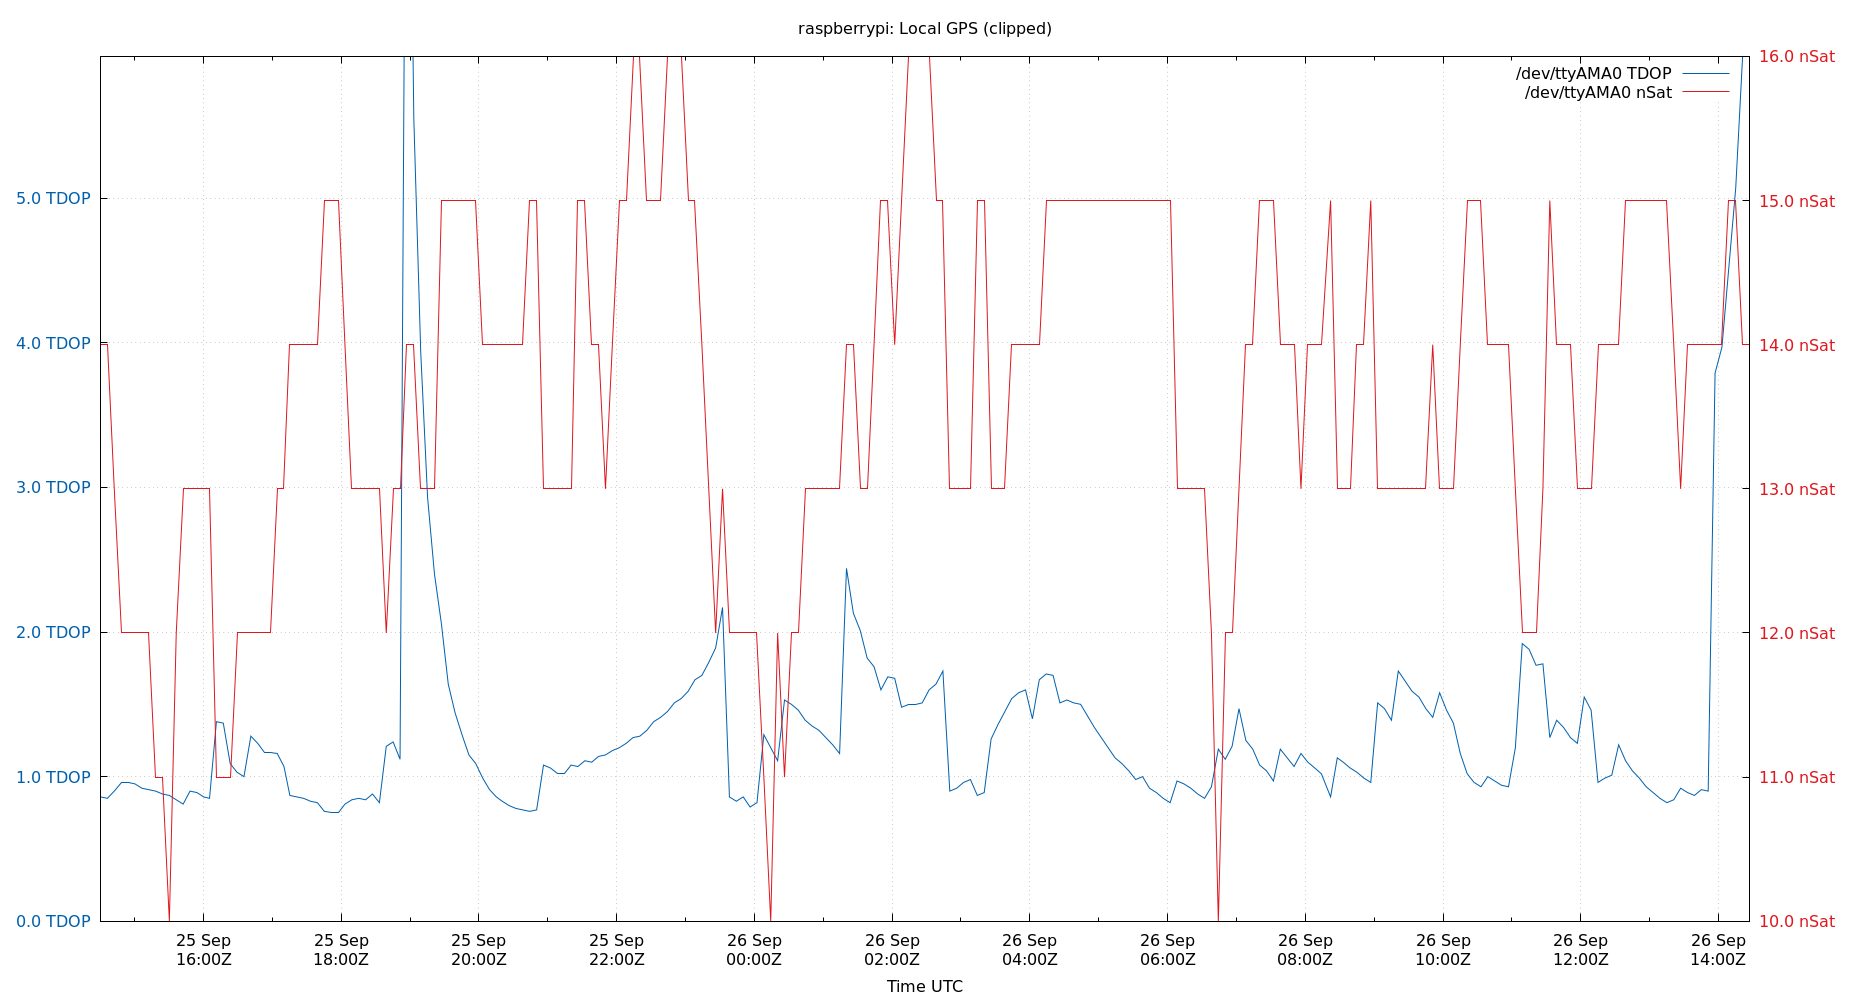 raspberrypi: Local GPS (clipped)
16.0 nSat
/dev/ttyAMA0 TDOP
/dev/ttyAMA0 nSat
5.0 TDOP
15.0 nSat
4.0 TDOP
14.0 nSat
3.0 TDOP
13.0 nSat
2.0 TDOP
12.0 nSat
1.0 TDOP
11.0 nSat
0.0 TDOP
10.0 nSat
25 Sep 25 Sep 25 Sep 25 Sep 26 Sep 26 Sep 26 Sep 26 Sep 26 Sep 26 Sep 26 Sep 26 Sep
16:00Z 18:00Z 20:00Z 22:00Z 00:00Z 02:00Z 04:00Z 06:00Z 08:00Z 10:00Z 12:00Z 14:00Z
Time UTC